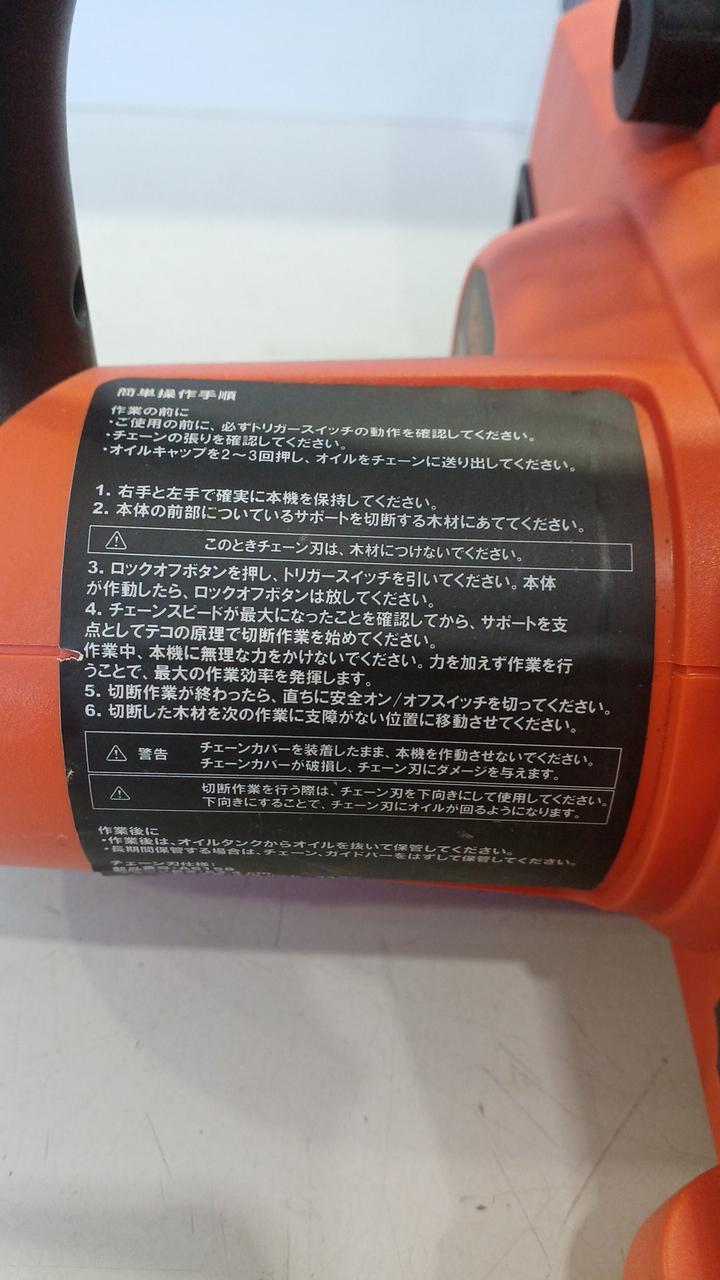 簡単操作手順
作業の前に
・ご使用の前に、必ずトリガースイッチの動作を確認してください。
・チェーンの張りを確認してください。
・オイルキャップを2〜3回押し、オイルをチェーンに送り出してください。
1. 右手と左手で確実に本機を保持してください。
2. 本体の前部についているサポートを切断する木材にあててください。
このときチェーン刃は、木材につけないでください。
3. ロックオフボタンを押し、トリガースイッチを引いてください。本体
が作動したら、ロックオフボタンは放してください。
4. チェーンスピードが最大になったことを確認してから、サポートを支
点としてテコの原理で切断作業を始めてください。
作業中、本機に無理な力をかけないでください。力を加えず作業を行
うことで、最大の作業効率を発揮します。
5. 切断作業が終わったら、直ちに安全オン/オフスイッチを切ってください。
6. 切断した木材を次の作業に支障がない位置に移動させてください。
警告 チェーンカバーを装着したまま、本機を作動させないでください。
チェーンカバーが破損し、チェーン刃にダメージを与えます。
切断作業を行う際は、チェーン刃を下向きにして使用してください。
下向きにすることで、チェーン刃にオイルが回るようになります。
作業後に
・作業後は、オイルタンクからオイルを抜いて保管してください。
・長期間保管する場合は、チェーン、ガイドバーをはずして保管してください。
チェーン刃仕様:
部品番号:A6158